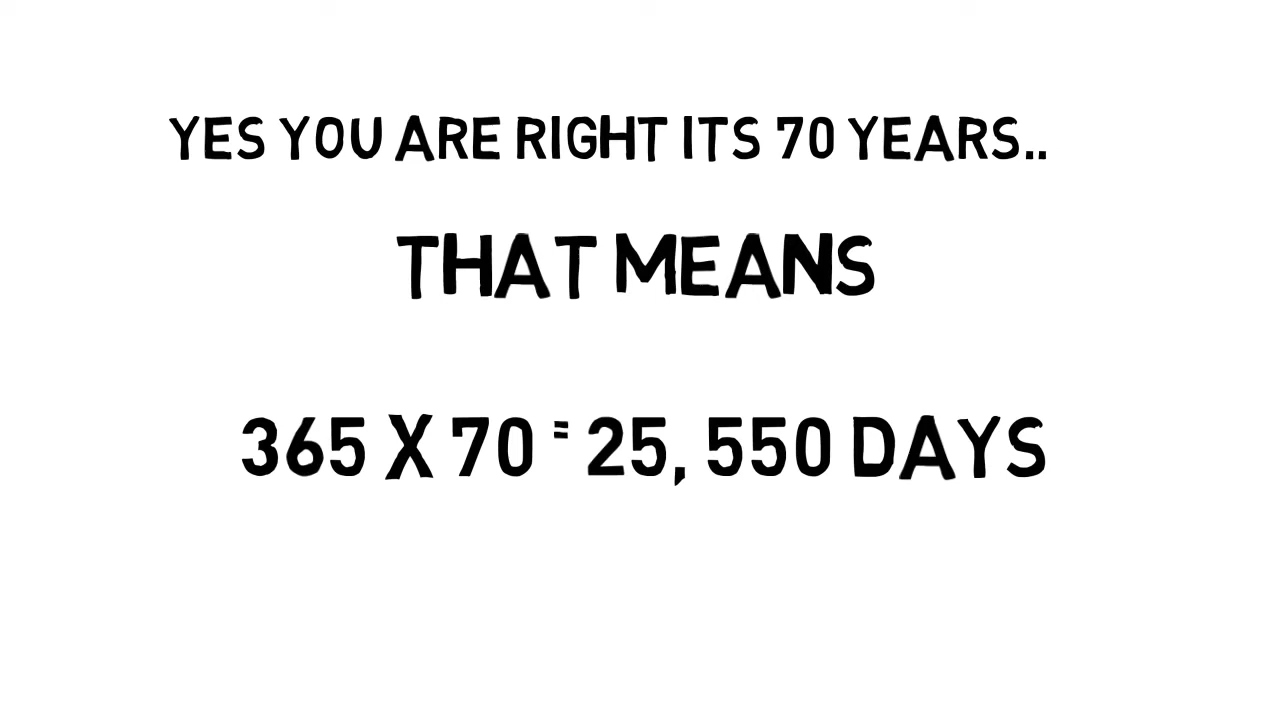 YES YOU ARE RIGHT ITS 70 YEARS..
THAT MEANS
365 X 70 = 25, 550 DAYS